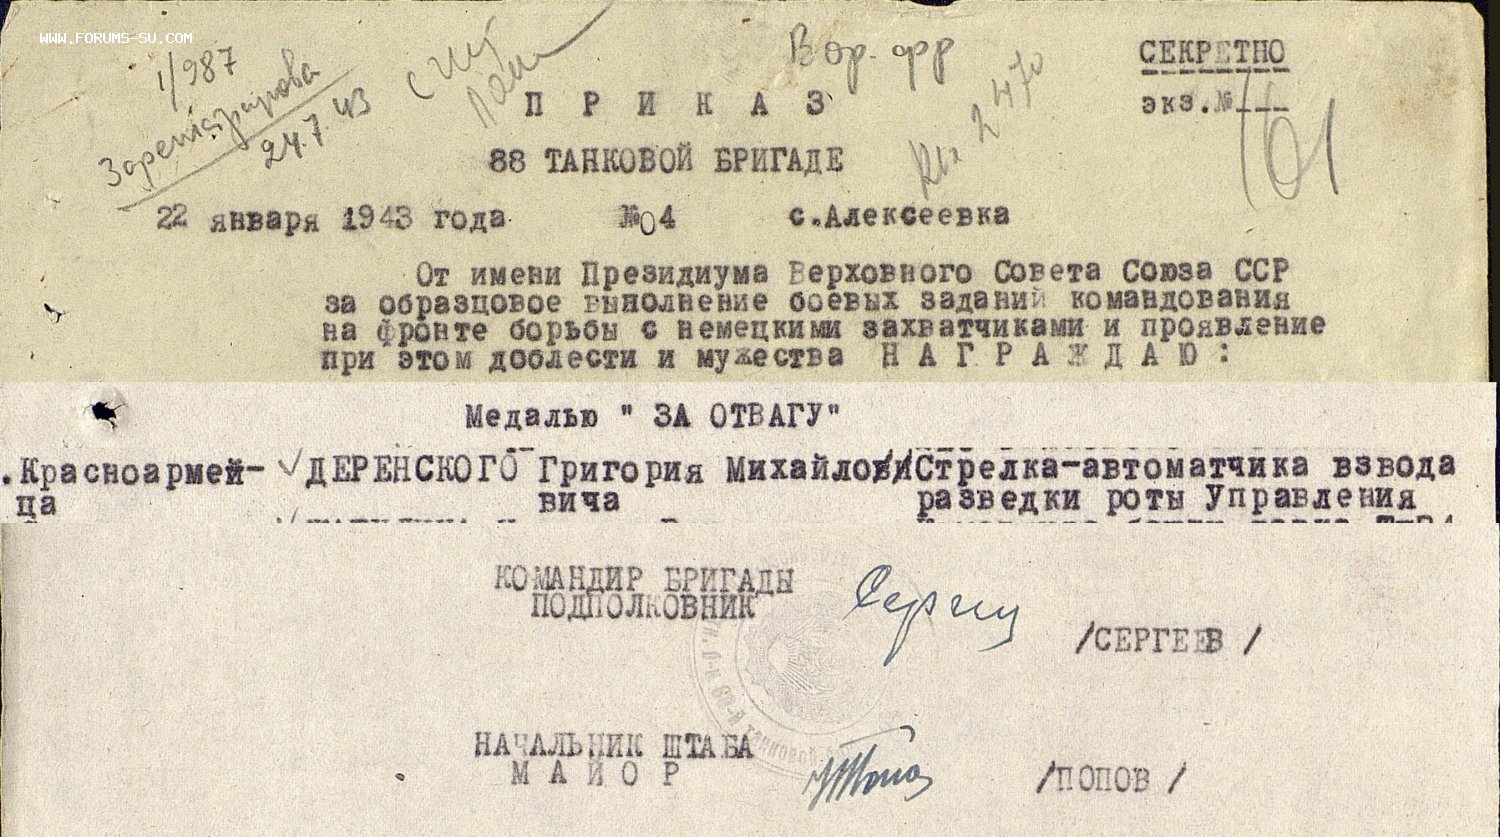 WWW.FORUMS-SU.COM
1/987
Зарегистрирова
24.7.43
Вор. фр
СЕКРЕТНО
экз.№
161
П Р И К А З
88 ТАНКОВОЙ БРИГАДЕ
22 января 1943 года №04 с.Алексеевка
От имени Президиума Верховного Совета Союза ССР
за образцовое выполнение боевых заданий командования
на фронте борьбы с немецкими захватчиками и проявление
при этом доблести и мужества Н А Г Р А Ж Д А Ю :
Медалью " ЗА ОТВАГУ"
.Красноармей- ДЕРЕНСКОГО Григория Михайло Стрелка-автоматчика взвода
ца вича разведки роты Управления
КОМАНДИР БРИГАДЫ
ПОДПОЛКОВНИК
/СЕРГЕЕВ /
НАЧАЛЬНИК ШТАБА
М А Й О Р
/ПОПОВ /